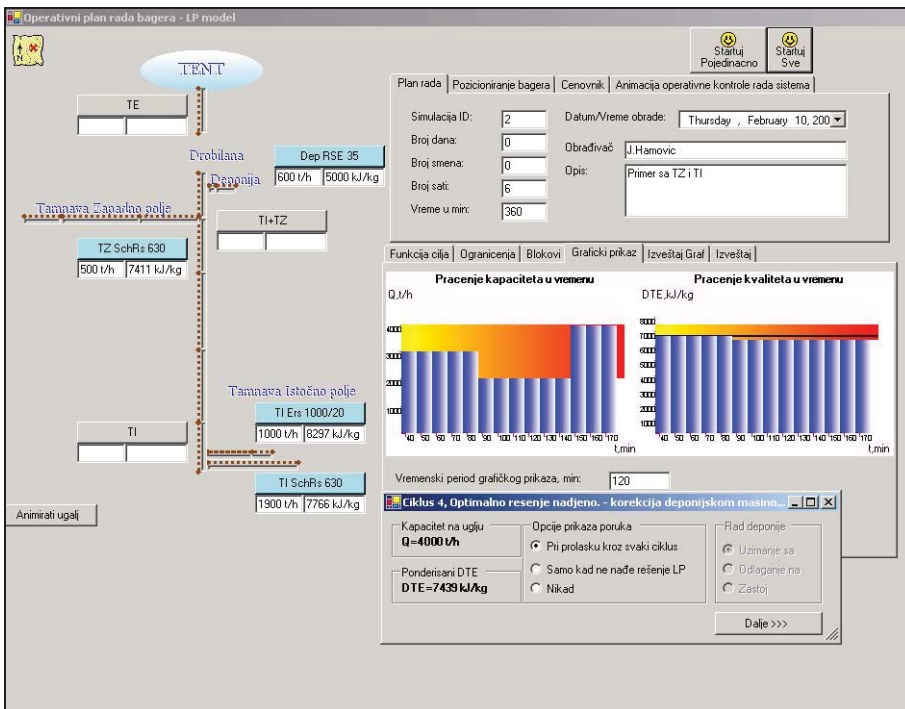 Operativni plan rada bagera - LP model
N
TENT
TE
Drobilana
Deponija
Dep RSE 35
600 t/h 5000 kJ/kg
Tamnava Zapadno polje
TI+TZ
TZ SchRs 630
500 t/h 7411 kJ/kg
Tamnava Istočno polje
TI Ers 1000/20
1000 t/h 8297 kJ/kg
TI
TI SchRs 630
1900 t/h 7766 kJ/kg
Animirati ugalj
Startuj Pojedinacno
Startuj Sve
Plan rada Pozicioniranje bagera Cenovnik Animacija operativne kontrole rada sistema
Simulacija ID: 2
Datum/Vreme obrade: Thursday , February 10, 200
Broj dana: 0
Obrađivač J.Hamovic
Broj smena: 0
Opis: Primer sa TZ i TI
Broj sati: 6
Vreme u min: 360
Funkcija cilja Ogranicenja Blokovi Graficki prikaz Izveštaj Graf Izveštaj
Pracenje kapaciteta u vremenu
Q,t/h
4000
3000
2000
1000
40 50 60 70 80 90 100 110 120 130 140 150 160 170
t,min
Pracenje kvaliteta u vremenu
DTE,kJ/kg
8000
7000
6000
5000
4000
3000
2000
1000
40 50 60 70 80 90 100 110 120 130 140 150 160 170
t,min
Vremenski period grafičkog prikaza, min: 120
Ciklus 4, Optimalno resenje nadjeno. - korekcija deponijskom masino...
Kapacitet na uglju
Q=4000 t/h
Ponderisani DTE
DTE=7439 kJ/kg
Opcije prikaza poruka
Pri prolasku kroz svaki ciklus
Samo kad ne nađe rešenje LP
Nikad
Rad deponije
Uzimanje sa
Odlaganje na
Zastoj
Dalje >>>